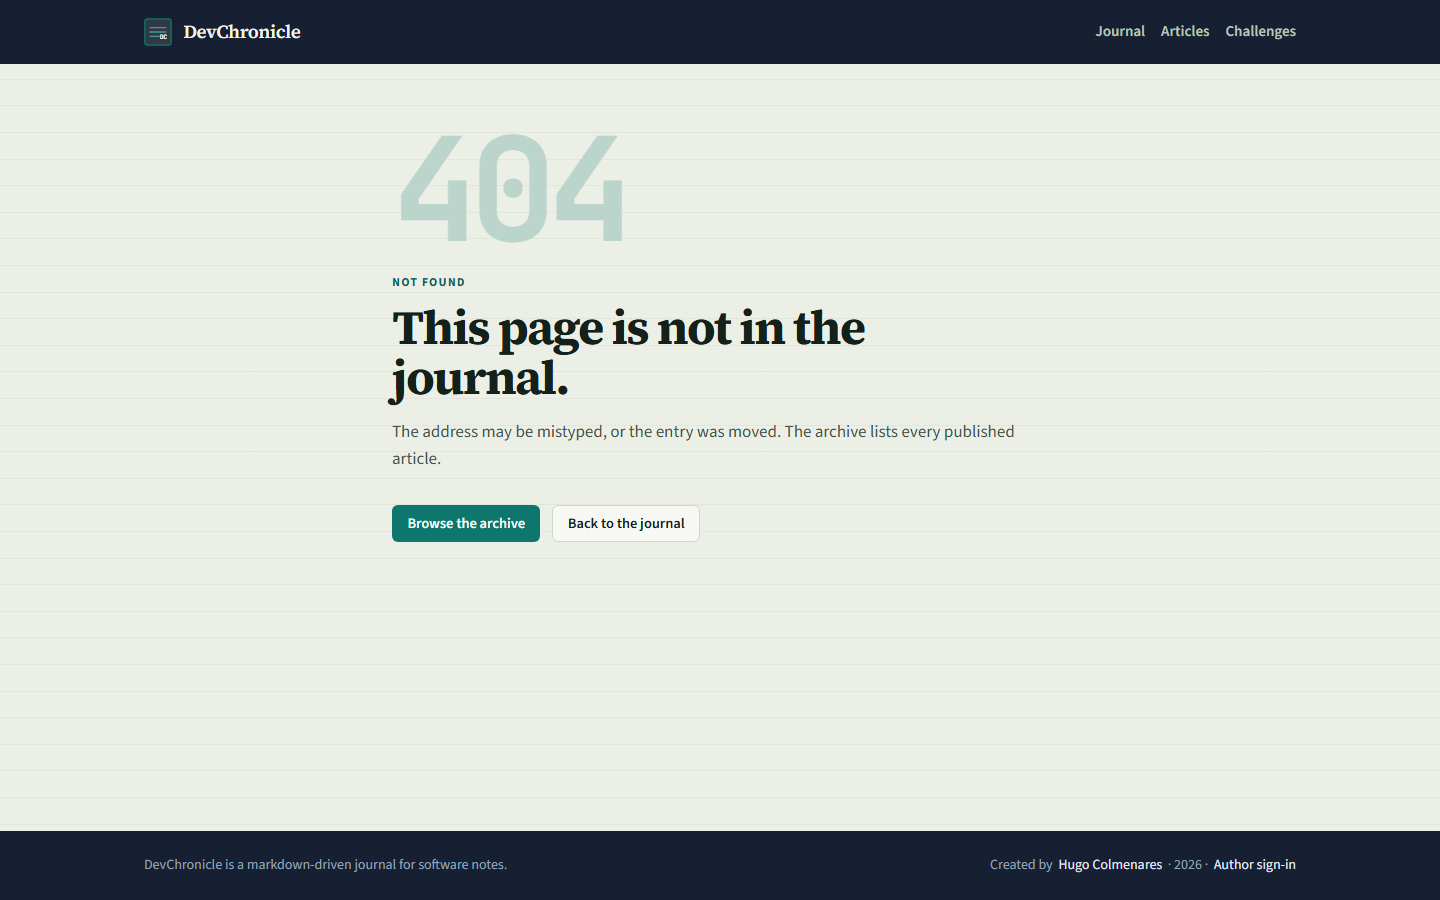 DC
DevChronicle
Journal Articles Challenges
404
NOT FOUND
This page is not in the
journal.
The address may be mistyped, or the entry was moved. The archive lists every published
article.
Browse the archive
Back to the journal
DevChronicle is a markdown-driven journal for software notes.
Created by Hugo Colmenares · 2026 · Author sign-in